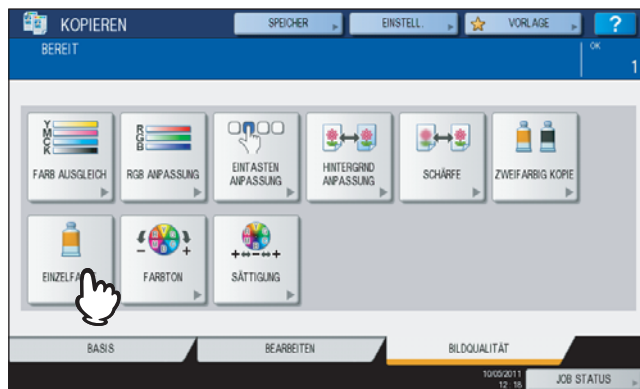 KOPIEREN
SPEICHER
EINSTELL.
VORLAGE
?
BEREIT
OK
1
Y
M
C
K
FARB AUSGLEICH
R
G
B
RGB ANPASSUNG
EINTASTEN
ANPASSUNG
HINTERGRND
ANPASSUNG
SCHÄRFE
ZWEIFARBIG KOPIE
EINZELFA
FARBTON
SÄTTIGUNG
BASIS
BEARBEITEN
BILDQUALITÄT
10/05/2011
12:18
JOB STATUS